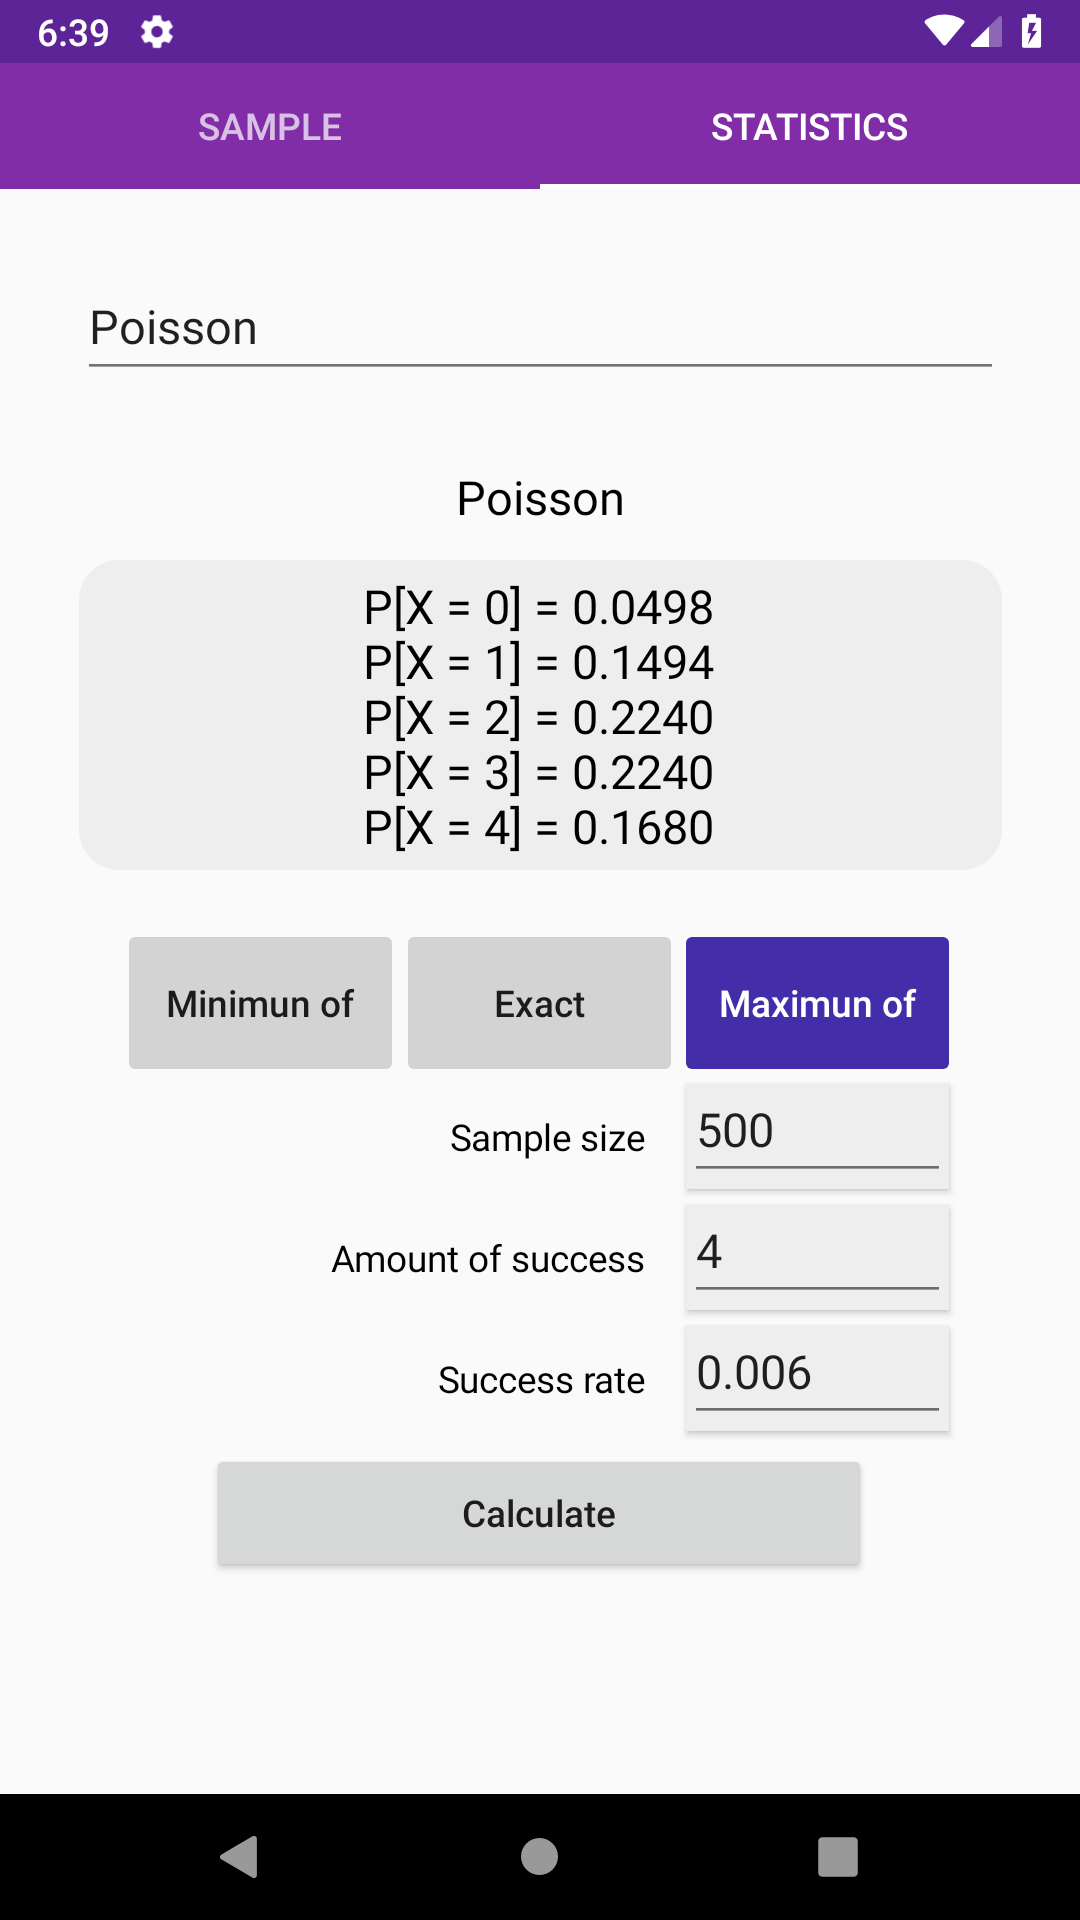 6:39
SAMPLE
STATISTICS
Poisson
Poisson
P[X = 0] = 0.0498
P[X = 1] = 0.1494
P[X = 2] = 0.2240
P[X = 3] = 0.2240
P[X = 4] = 0.1680
Minimun of
Exact
Maximun of
Sample size
500
Amount of success
4
Success rate
0.006
Calculate